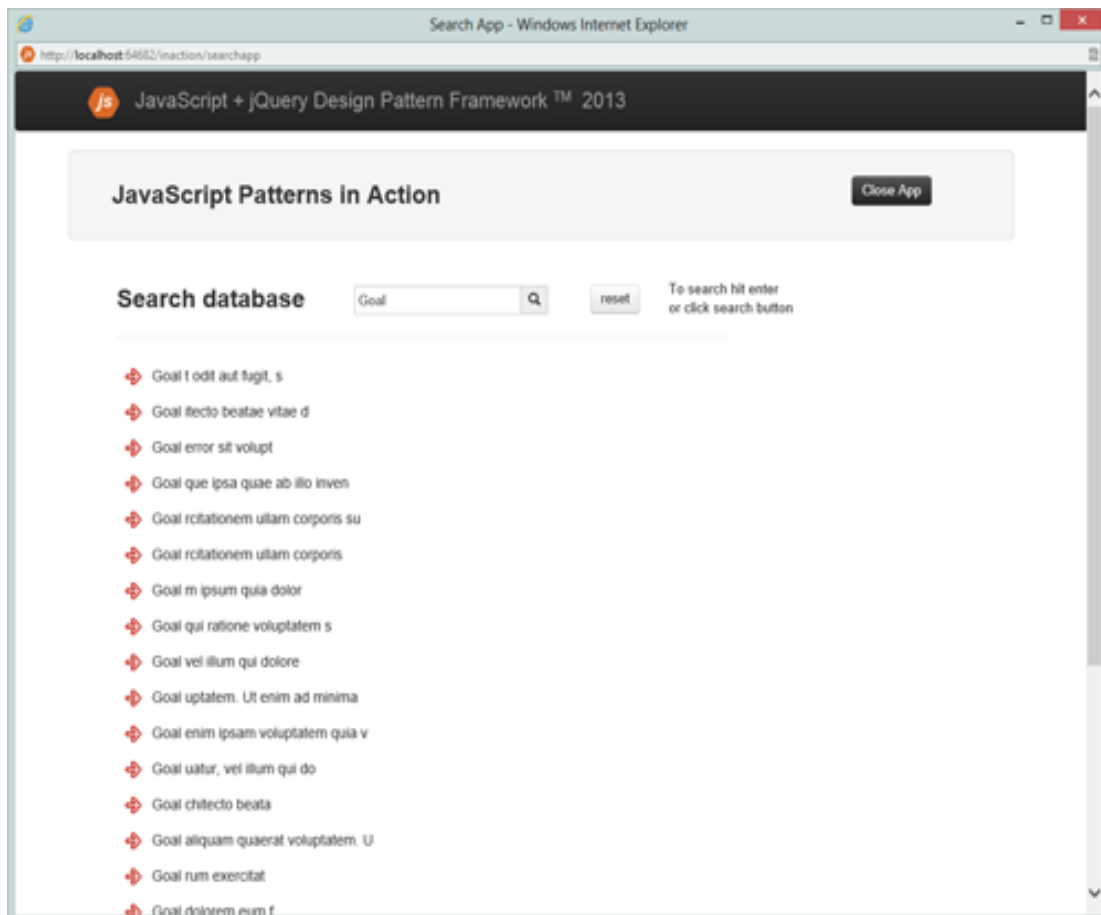 Search App - Windows Internet Explorer
http://localhost:64682/inaction/searchapp
js JavaScript + jQuery Design Pattern Framework ™ 2013
JavaScript Patterns in Action
Close App
Search database
Goal
reset
To search hit enter
or click search button
Goal t odit aut fugit, s
Goal itecto beatae vitae d
Goal error sit volupt
Goal que ipsa quae ab illo inven
Goal rcitationem ullam corporis su
Goal rcitationem ullam corporis
Goal m ipsum quia dolor
Goal qui ratione voluptatem s
Goal vel illum qui dolore
Goal uptatem. Ut enim ad minima
Goal enim ipsam voluptatem quia v
Goal uatur, vel illum qui do
Goal chitecto beata
Goal aliquam quaerat voluptatem. U
Goal rum exercitat
Goal dolorem eum f